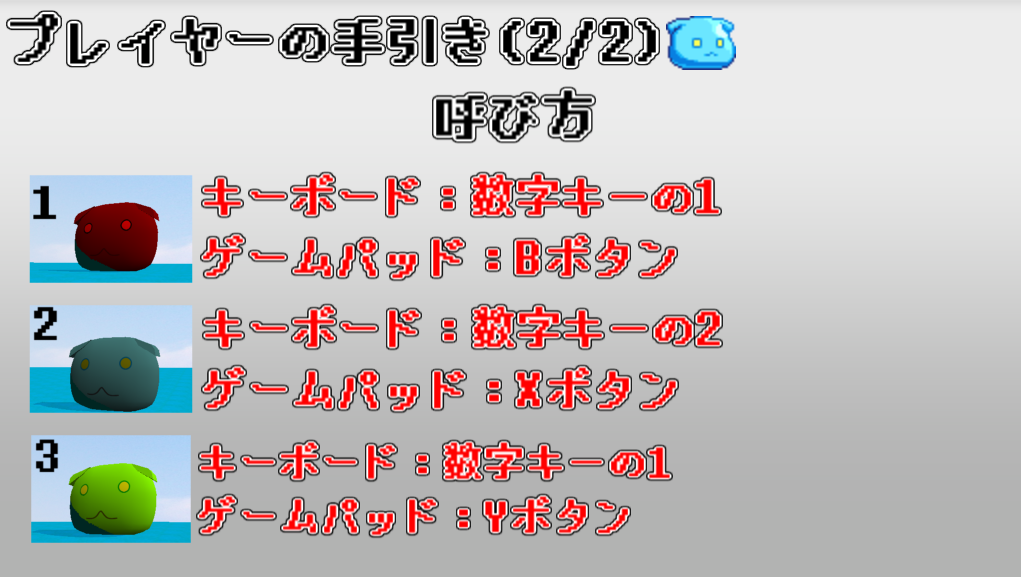 プレイヤーの手引き(2/2)
呼び方
1
キーボード：数字キーの1
ゲームパッド：Bボタン
2
キーボード：数字キーの2
ゲームパッド：Xボタン
3
キーボード：数字キーの1
ゲームパッド：Yボタン